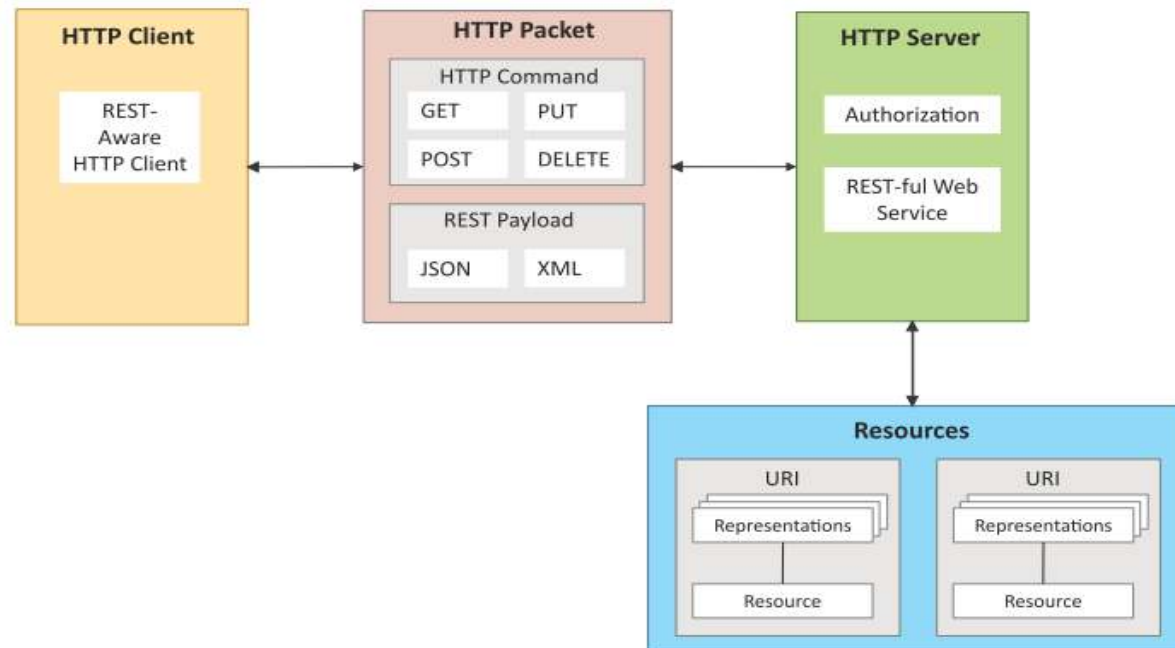 HTTP Client
REST-
Aware
HTTP Client
HTTP Packet
HTTP Command
GET
PUT
POST
DELETE
REST Payload
JSON
XML
HTTP Server
Authorization
REST-ful Web
Service
Resources
URI
Representations
Resource
URI
Representations
Resource